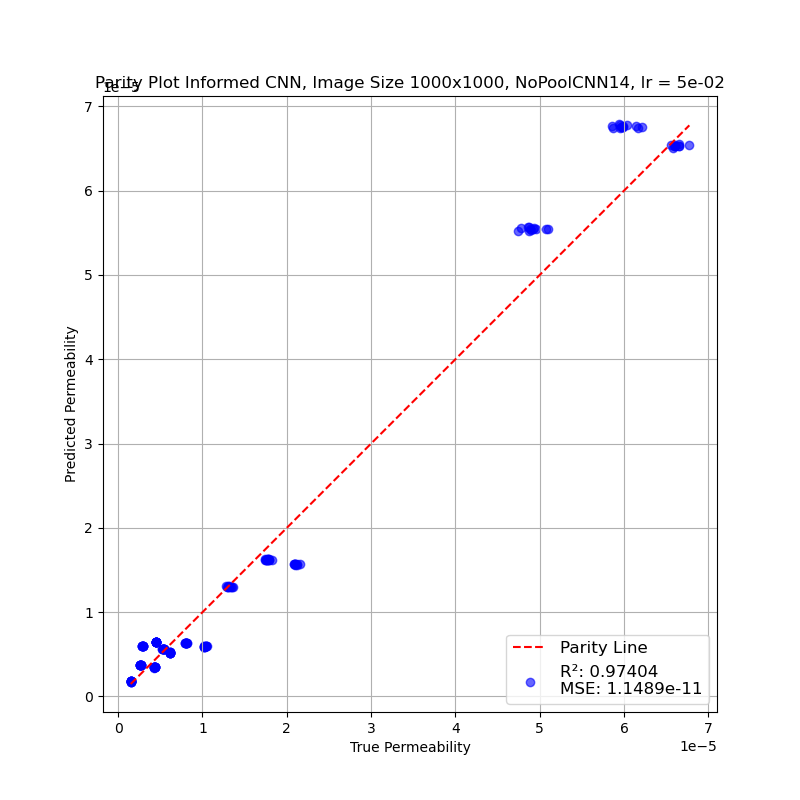 Parity Plot Informed CNN, Image Size 1000x1000, NoPoolCNN14, lr = 5e-02
1e−5
7
6
5
4
3
2
1
0
Predicted Permeability
Parity Line
R²: 0.97404
MSE: 1.1489e-11
0 1 2 3 4 5 6 7
1e−5
True Permeability